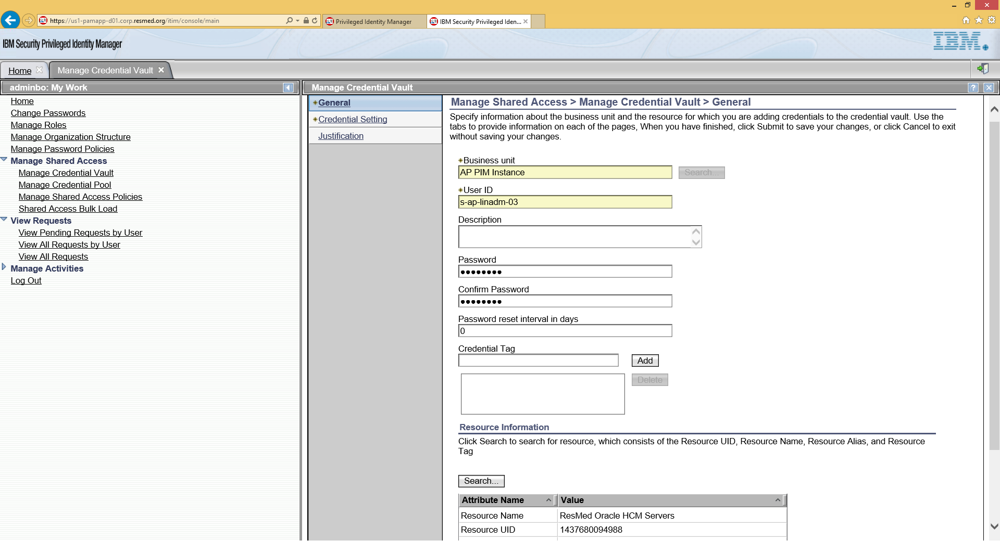 https://us1-pamapp-d01.corp.resmed.org/itim/console/main
Privileged Identity Manager
IBM Security Privileged Iden...
IBM Security Privileged Identity Manager
IBM
Home
Manage Credential Vault
adminbo: My Work
Home
Change Passwords
Manage Roles
Manage Organization Structure
Manage Password Policies
Manage Shared Access
Manage Credential Vault
Manage Credential Pool
Manage Shared Access Policies
Shared Access Bulk Load
View Requests
View Pending Requests by User
View All Requests by User
View All Requests
Manage Activities
Log Out
Manage Credential Vault
General
Credential Setting
Justification
Manage Shared Access > Manage Credential Vault > General
Specify information about the business unit and the resource for which you are adding credentials to the credential vault. Use the
tabs to provide information on each of the pages, When you have finished, click Submit to save your changes, or click Cancel to exit
without saving your changes.
Business unit
AP PIM Instance
Search...
User ID
s-ap-linadm-03
Description
Password
••••••••
Confirm Password
••••••••
Password reset interval in days
0
Credential Tag
Add
Delete
Resource Information
Click Search to search for resource, which consists of the Resource UID, Resource Name, Resource Alias, and Resource
Tag
Search...
Attribute Name Value
Resource Name ResMed Oracle HCM Servers
Resource UID 1437680094988